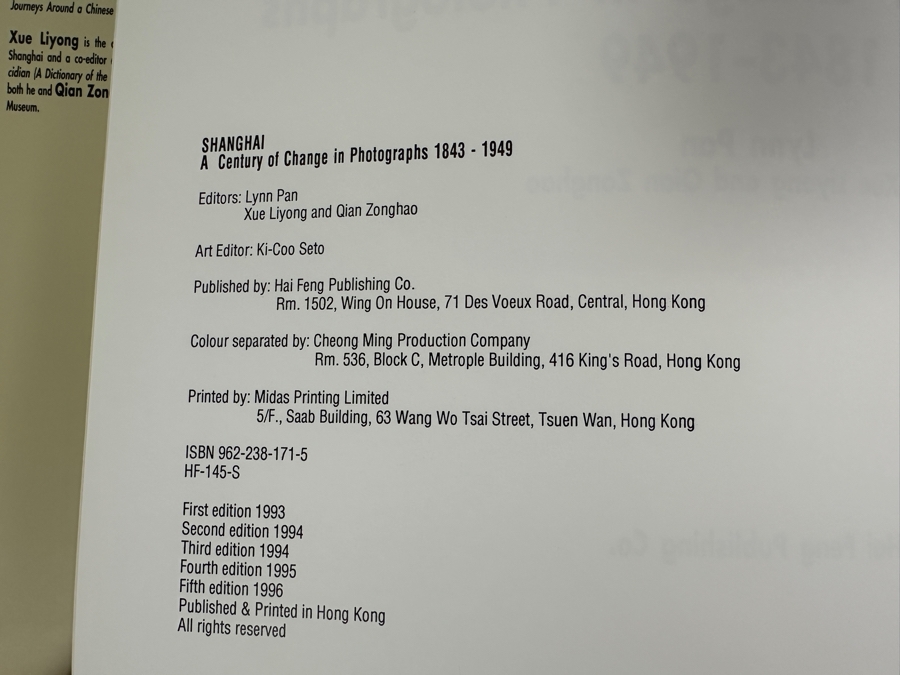 Journeys Around a Chinese
Xue Liyong is the
Shanghai and a co-editor
cidian (A Dictionary of the
both he and Qian Zon
Museum.
SHANGHAI
A Century of Change in Photographs 1843 - 1949
Editors: Lynn Pan
Xue Liyong and Qian Zonghao
Art Editor: Ki-Coo Seto
Published by: Hai Feng Publishing Co.
Rm. 1502, Wing On House, 71 Des Voeux Road, Central, Hong Kong
Colour separated by: Cheong Ming Production Company
Rm. 536, Block C, Metrople Building, 416 King's Road, Hong Kong
Printed by: Midas Printing Limited
5/F., Saab Building, 63 Wang Wo Tsai Street, Tsuen Wan, Hong Kong
ISBN 962-238-171-5
HF-145-S
First edition 1993
Second edition 1994
Third edition 1994
Fourth edition 1995
Fifth edition 1996
Published & Printed in Hong Kong
All rights reserved